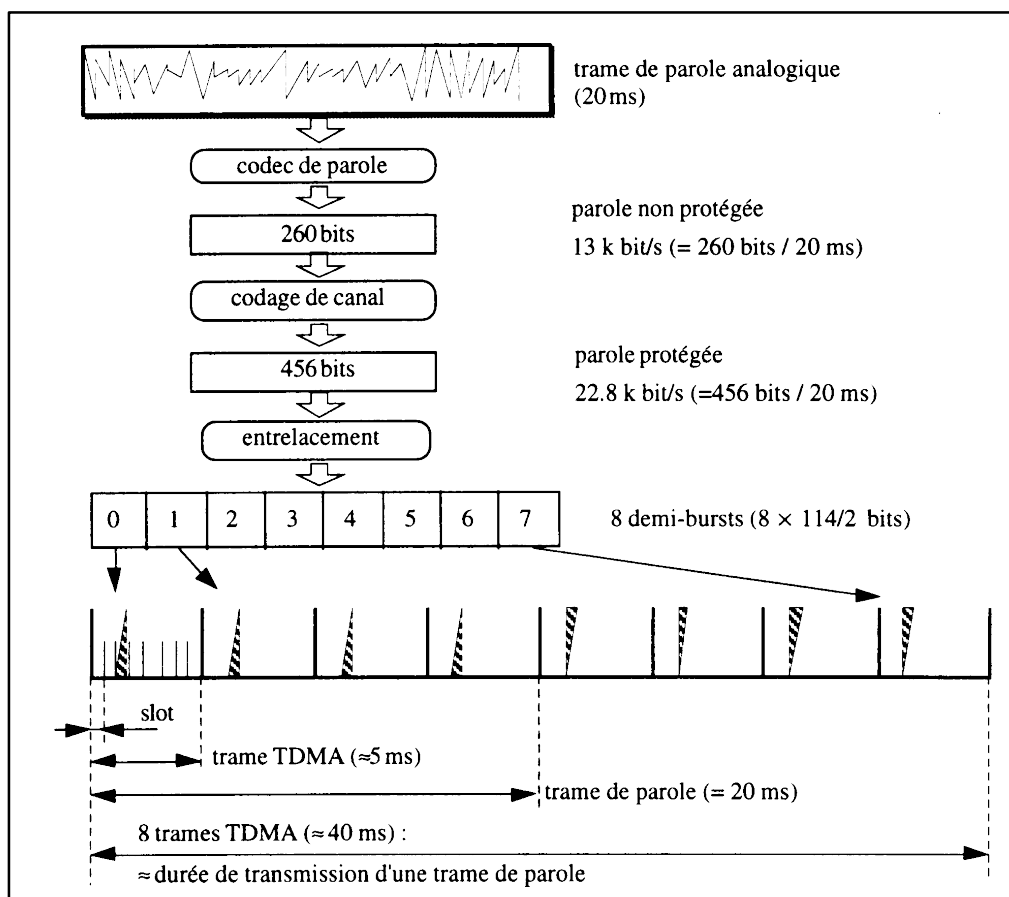 trame de parole analogique
(20 ms)
codec de parole
parole non protégée
260 bits
13 k bit/s (= 260 bits / 20 ms)
codage de canal
parole protégée
456 bits
22.8 k bit/s (=456 bits / 20 ms)
entrelacement
0 1 2 3 4 5 6 7
8 demi-bursts (8 × 114/2 bits)
slot
trame TDMA (≈5 ms)
trame de parole (= 20 ms)
8 trames TDMA (≈ 40 ms) :
≈ durée de transmission d'une trame de parole